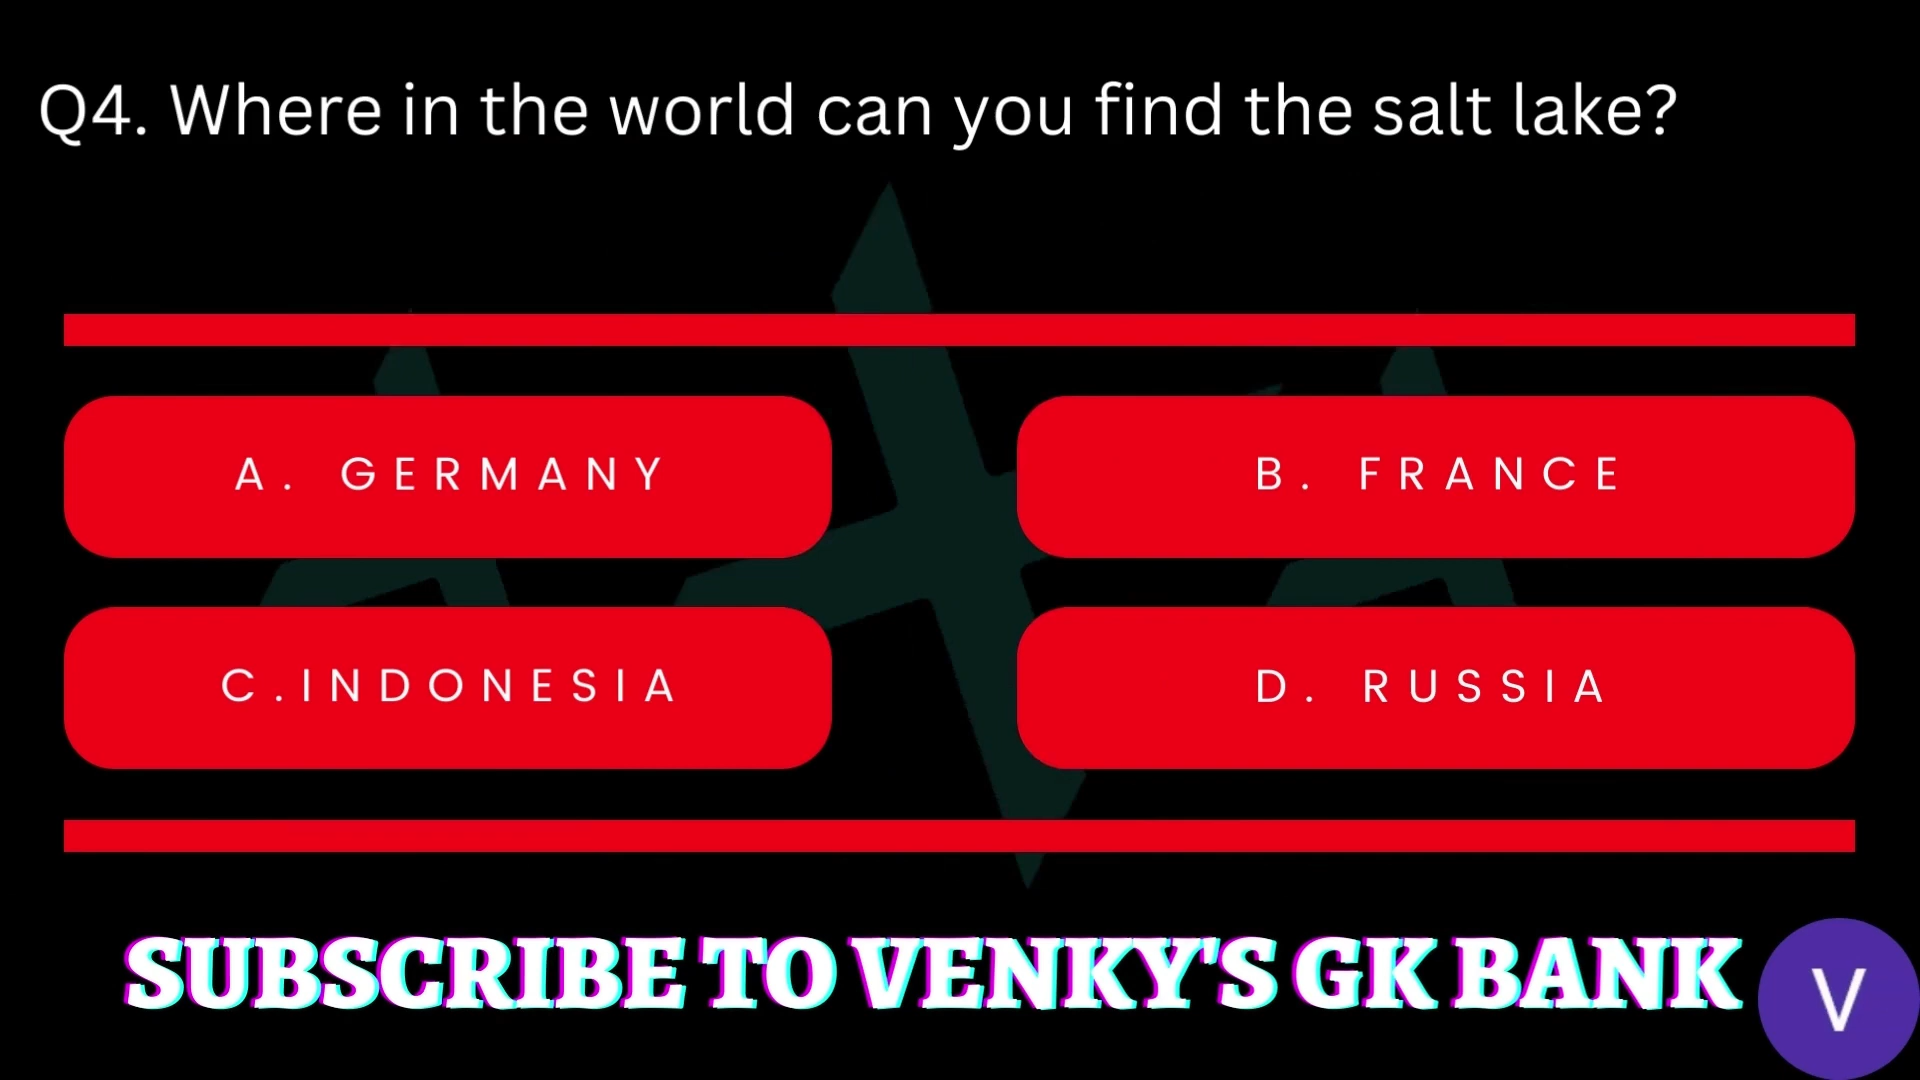 Q4. Where in the world can you find the salt lake?
A. GERMANY
B. FRANCE
C.INDONESIA
D. RUSSIA
SUBSCRIBE TO VENKY'S GK BANK
V